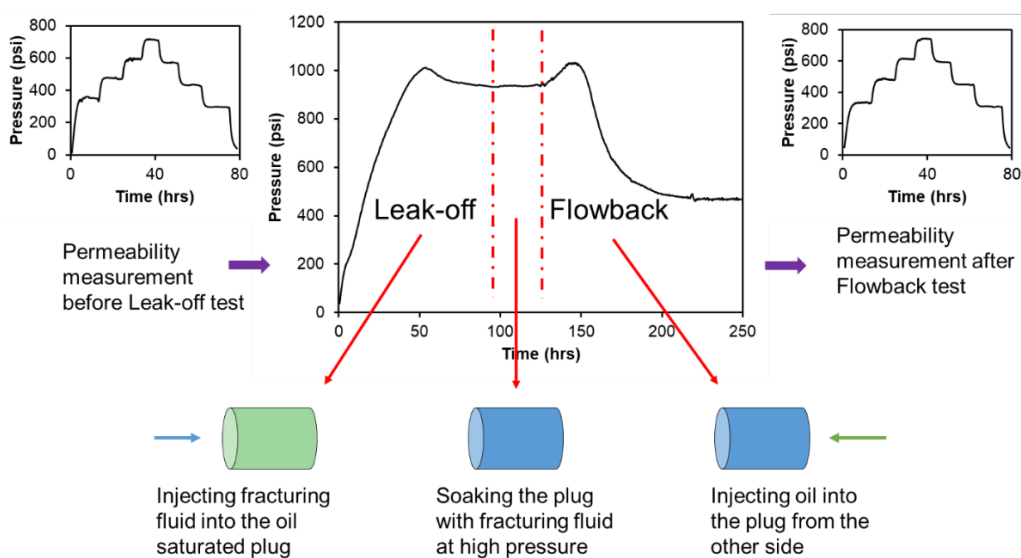 800
600
400
200
0
Pressure (psi)
0
40
80
Time (hrs)
Permeability
measurement
before Leak-off test
1200
1000
800
600
400
200
0
Pressure (psi)
Leak-off
Flowback
0
50
100
150
200
250
Time (hrs)
800
600
400
200
0
Pressure (psi)
0
40
80
Time (hrs)
Permeability
measurement after
Flowback test
Injecting fracturing
fluid into the oil
saturated plug
Soaking the plug
with fracturing fluid
at high pressure
Injecting oil into
the plug from the
other side